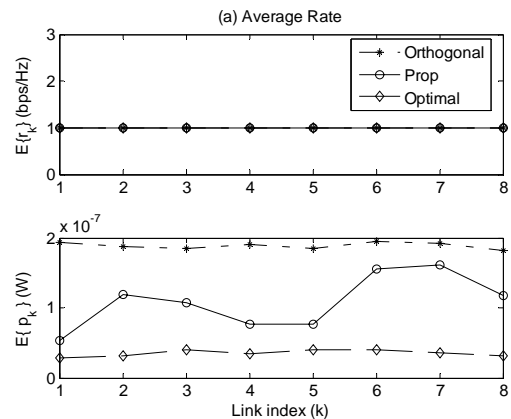 (a) Average Rate
E{r_k} (bps/Hz)
3
2
1
0
Orthogonal
Prop
Optimal
1 2 3 4 5 6 7 8
x 10^-7
E{ p_k } (W)
2
1
0
1 2 3 4 5 6 7 8
Link index (k)